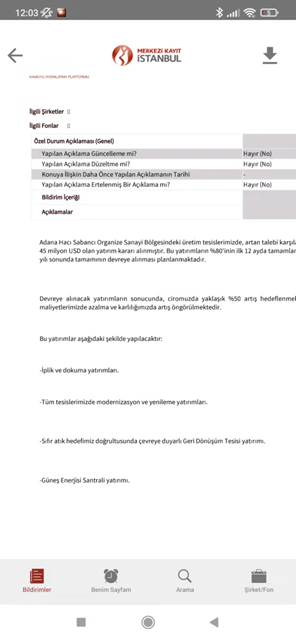 12:03
MERKEZİ KAYIT
İSTANBUL
KAMUYU AYDINLATMA PLATFORMU
İlgili Şirketler []
İlgili Fonlar []
Özel Durum Açıklaması (Genel)
Yapılan Açıklama Güncelleme mi? Hayır (No)
Yapılan Açıklama Düzeltme mi? Hayır (No)
Konuya İlişkin Daha Önce Yapılan Açıklamanın Tarihi -
Yapılan Açıklama Ertelenmiş Bir Açıklama mı? Hayır (No)
Bildirim İçeriği
Açıklamalar
Adana Hacı Sabancı Organize Sanayi Bölgesindeki üretim tesislerimizde, artan talebi karşıla
45 milyon USD olan yatırım kararı alınmıştır. Bu yatırımların %80'inin ilk 12 ayda tamamlan
yılı sonunda tamamının devreye alınması planlanmaktadır.
Devreye alınacak yatırımların sonucunda, ciromuzda yaklaşık %50 artış hedeflenmek
maliyetlerimizde azalma ve karlılığımızda artış öngörülmektedir.
Bu yatırımlar aşağıdaki şekilde yapılacaktır:
-İplik ve dokuma yatırımları.
-Tüm tesislerimizde modernizasyon ve yenileme yatırımları.
-Sıfır atık hedefimiz doğrultusunda çevreye duyarlı Geri Dönüşüm Tesisi yatırımı.
-Güneş Enerjisi Santrali yatırımı.
Bildirimler Benim Sayfam Arama Şirket/Fon